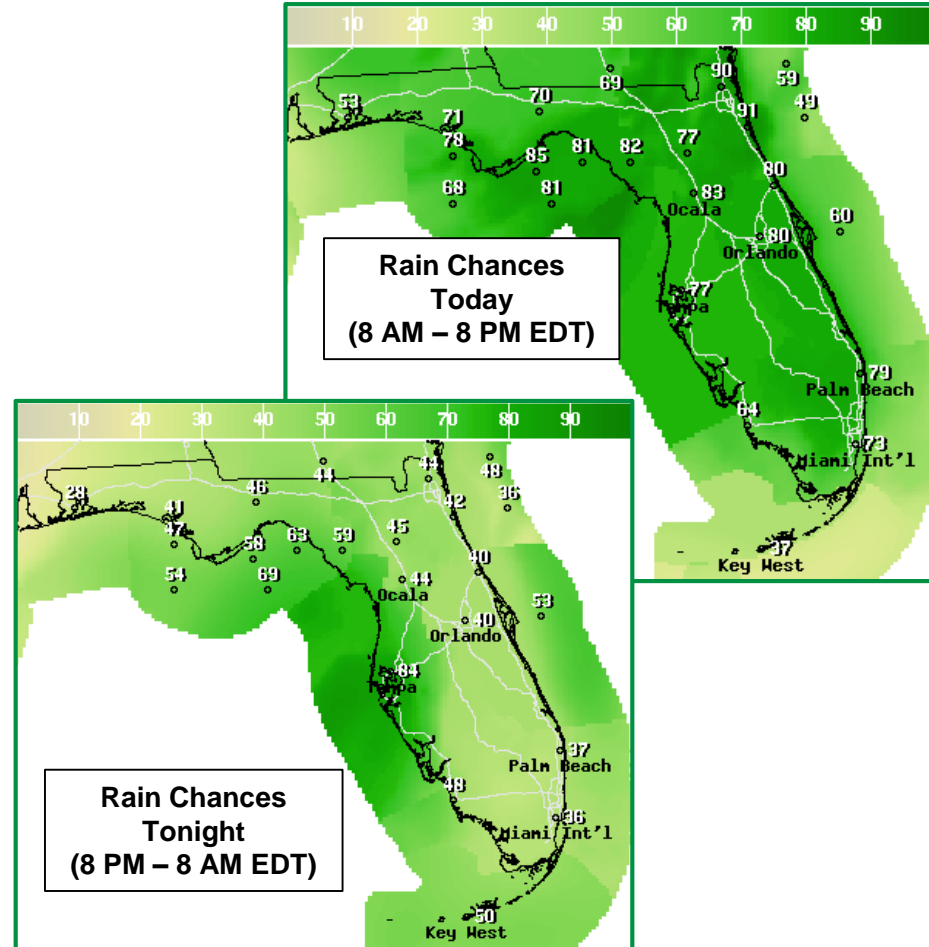 10 20 30 40 50 60 70 80 90
90
59
69
53
49
70
91
71
78
81
82
77
85
80
68
81
83
Ocala
60
80
Orlando
Rain Chances
Today
(8 AM – 8 PM EDT)
77
Tampa
79
Palm Beach
64
73
Miami Int'l
37
Key West
10 20 30 40 50 60 70 80 90
44
44
48
28
46
36
41
42
47
63
59
45
58
40
54
69
44
Ocala
53
40
Orlando
84
Tampa
37
Palm Beach
48
36
Miami Int'l
Rain Chances
Tonight
(8 PM – 8 AM EDT)
50
Key West